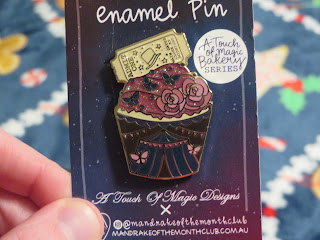 enamel Pin
A Touch
of Magic
Bakery
SERIES
A Touch Of Magic Designs
X
@mandrakeofthemonthclub
MANDRAKEOFTHEMONTHCLUB.COM.AU